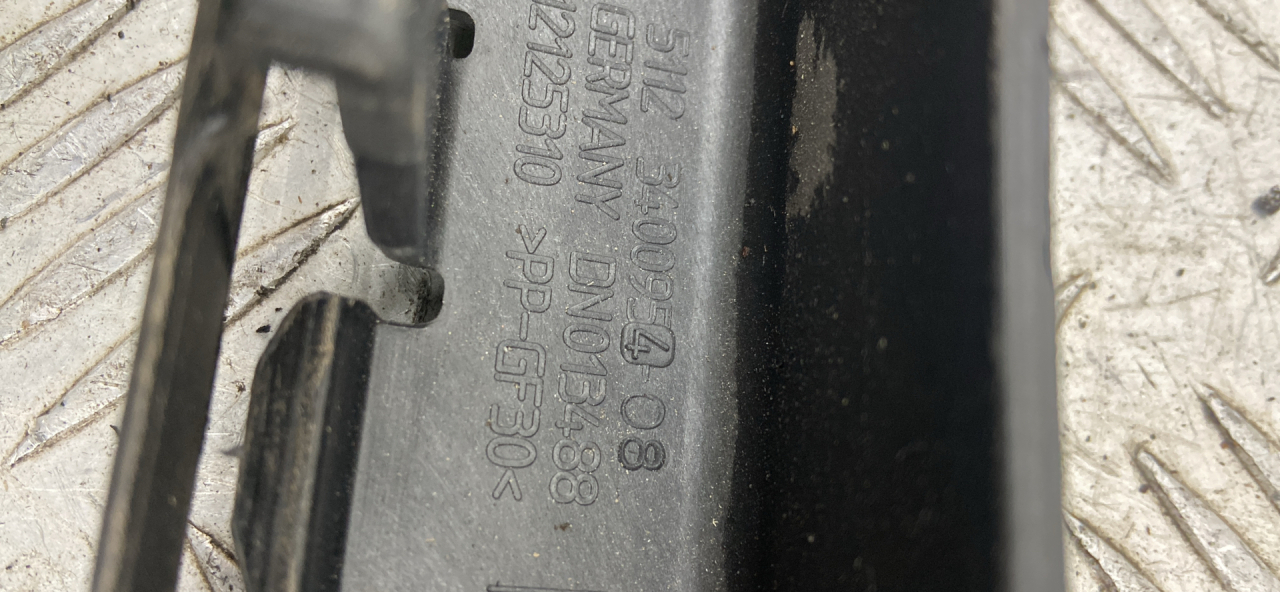 5112 3400954 08
GERMANY DN013488
12125310 >PP-GF30<